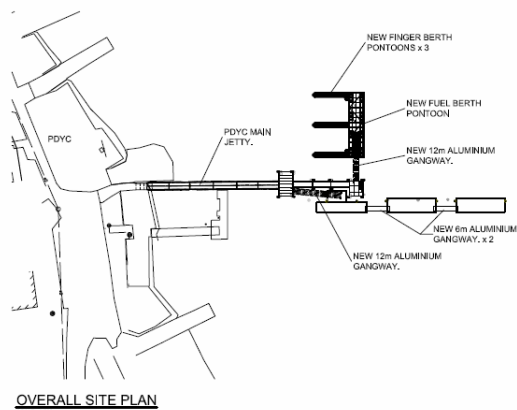 NEW FINGER BERTH
PONTOONS x 3
NEW FUEL BERTH
PONTOON
PDYC
PDYC MAIN
JETTY.
NEW 12m ALUMINIUM
GANGWAY.
NEW 6m ALUMINIUM
GANGWAY. x 2
NEW 12m ALUMINIUM
GANGWAY.
OVERALL SITE PLAN